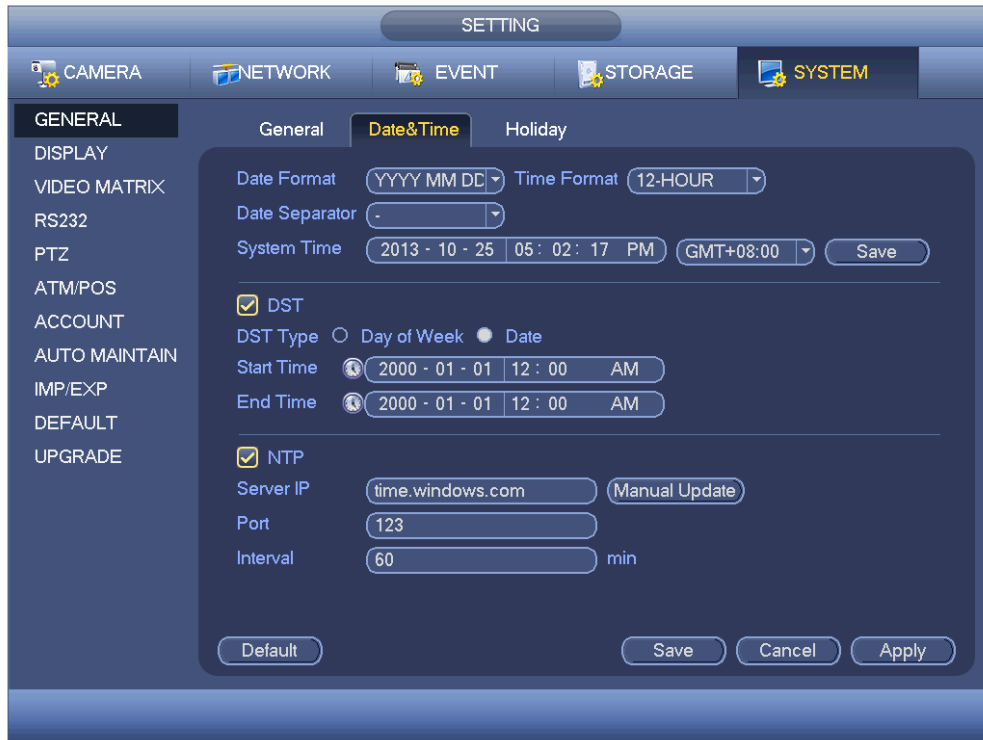 SETTING
CAMERA NETWORK EVENT STORAGE SYSTEM
GENERAL
DISPLAY
VIDEO MATRIX
RS232
PTZ
ATM/POS
ACCOUNT
AUTO MAINTAIN
IMP/EXP
DEFAULT
UPGRADE
General Date&Time Holiday
Date Format YYYY MM DD Time Format 12-HOUR
Date Separator -
System Time 2013 - 10 - 25 05 : 02 : 17 PM GMT+08:00 Save
DST
DST Type Day of Week Date
Start Time 2000 - 01 - 01 12 : 00 AM
End Time 2000 - 01 - 01 12 : 00 AM
NTP
Server IP time.windows.com Manual Update
Port 123
Interval 60 min
Default Save Cancel Apply